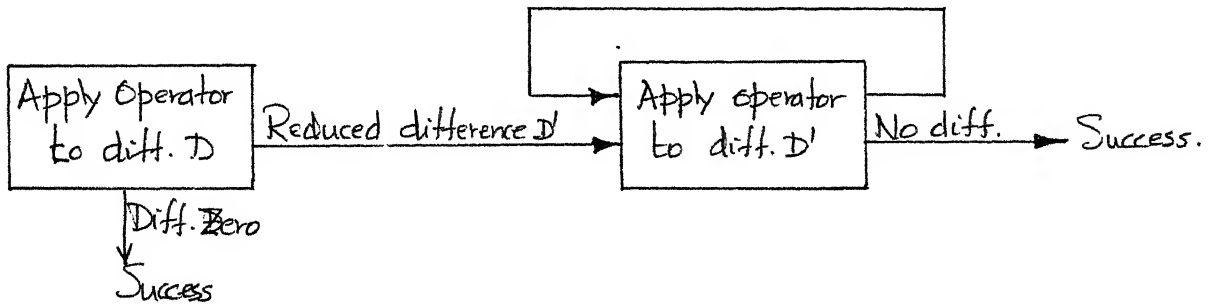 Apply Operator
to diff. D
Reduced difference D'
Apply operator
to diff. D'
No diff.
Success.
Diff. Zero
Success